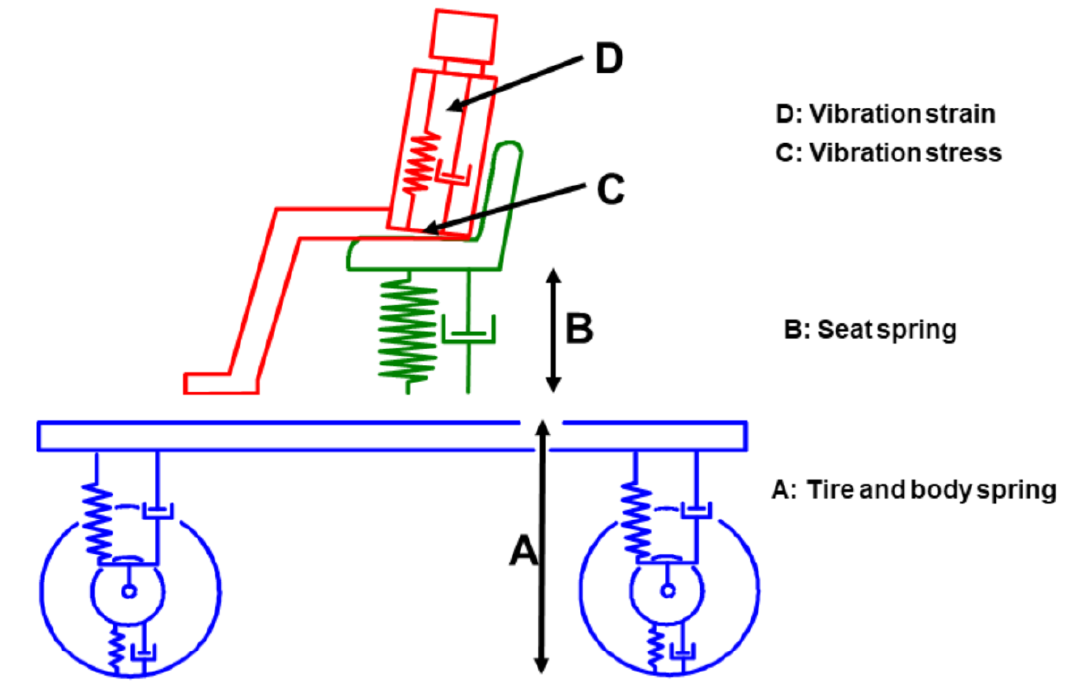 D
D: Vibration strain
C: Vibration stress
C
B
B: Seat spring
A: Tire and body spring
A